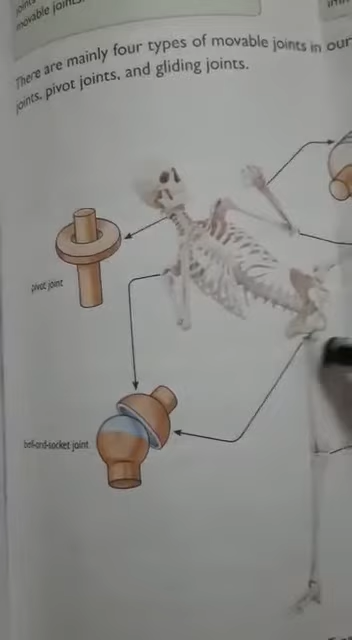 movable joints.
There are mainly four types of movable joints in our
joints, pivot joints, and gliding joints.
pivot joint
ball-and-socket joint